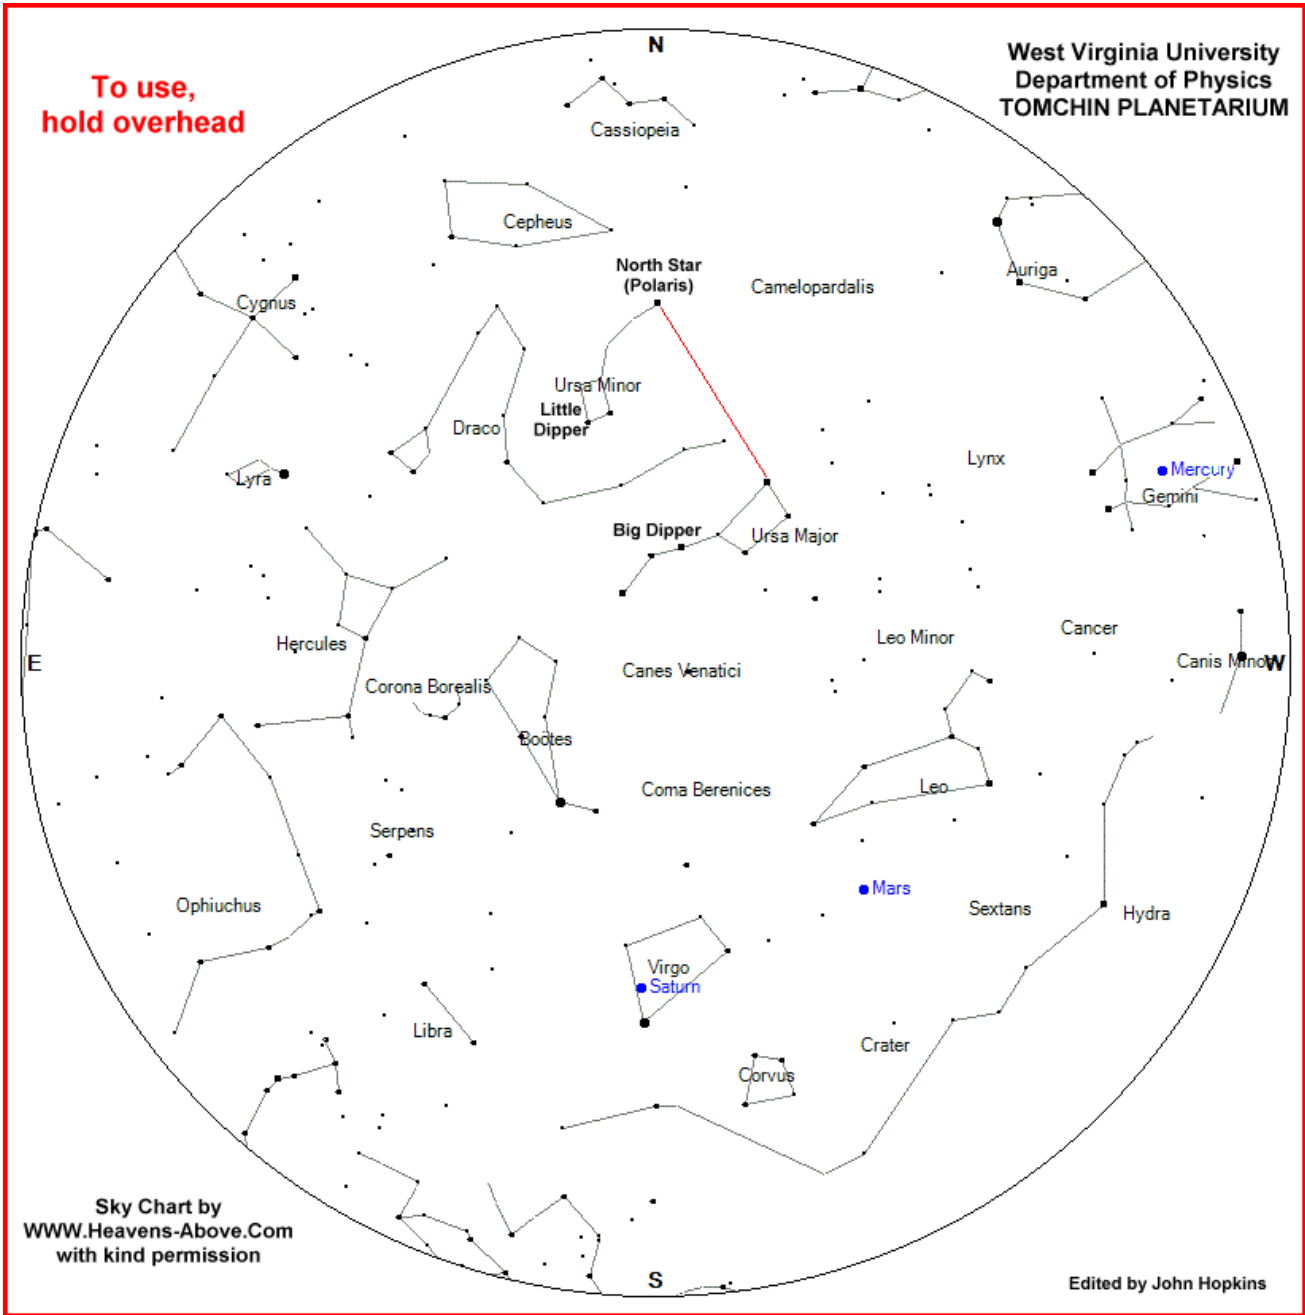 N
West Virginia University
Department of Physics
TOMCHIN PLANETARIUM
To use,
hold overhead
Cassiopeia
Cepheus
North Star
(Polaris)
Camelopardalis
Auriga
Cygnus
Ursa Minor
Little
Dipper
Draco
Lynx
Mercury
Gemini
Lyra
Big Dipper
Ursa Major
Hercules
Leo Minor
Cancer
E
Canes Venatici
Canis Minor
W
Corona Borealis
Boötes
Coma Berenices
Leo
Serpens
Mars
Ophiuchus
Sextans
Hydra
Virgo
Saturn
Libra
Crater
Corvus
Sky Chart by
WWW.Heavens-Above.Com
with kind permission
S
Edited by John Hopkins